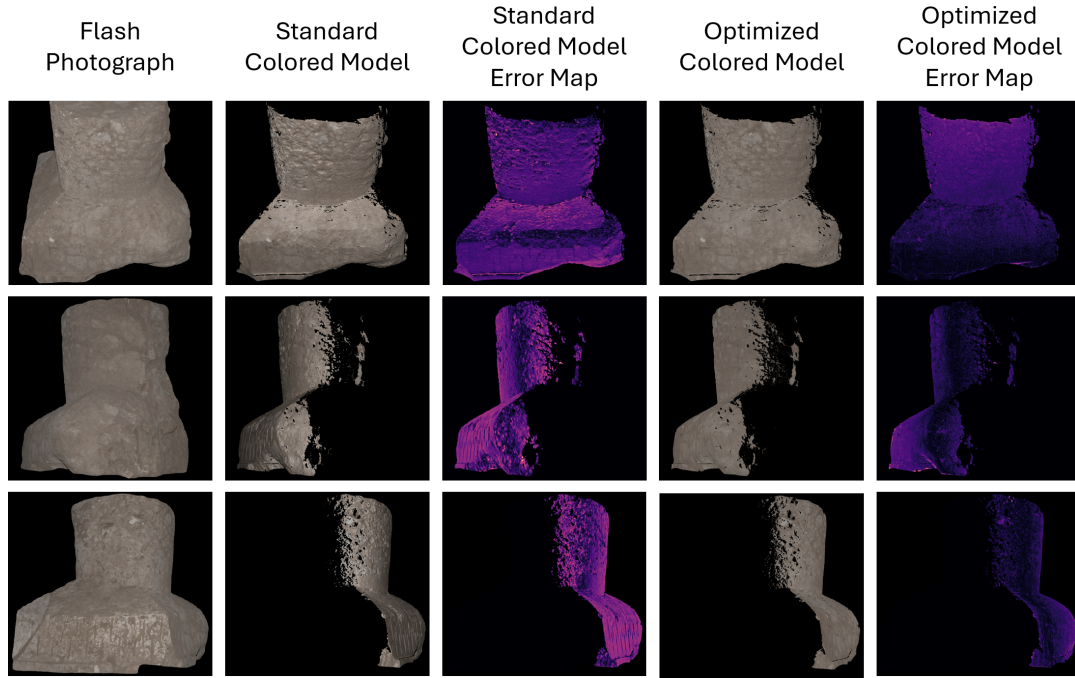 Flash
Photograph
Standard
Colored Model
Standard
Colored Model
Error Map
Optimized
Colored Model
Optimized
Colored Model
Error Map